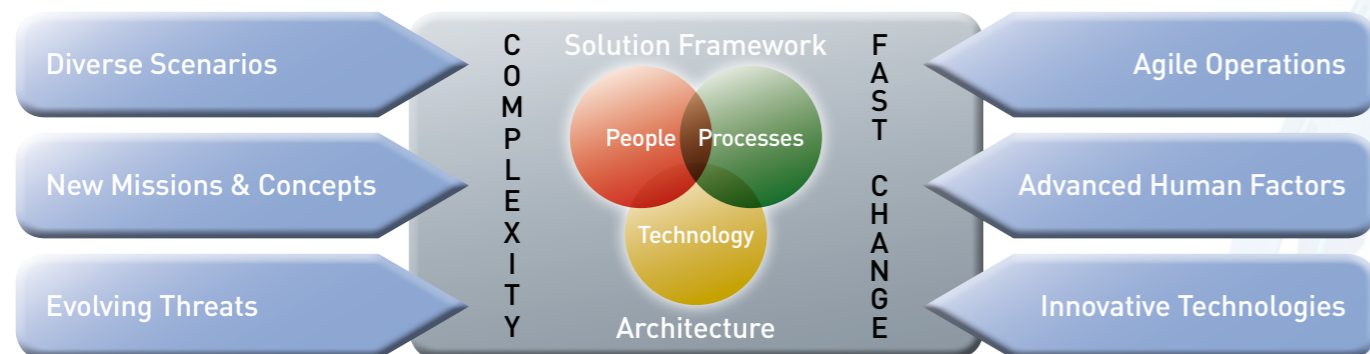 Diverse Scenarios
New Missions & Concepts
Evolving Threats
COMPLEXITY
Solution Framework
People
Processes
Technology
Architecture
FAST CHANGE
Agile Operations
Advanced Human Factors
Innovative Technologies